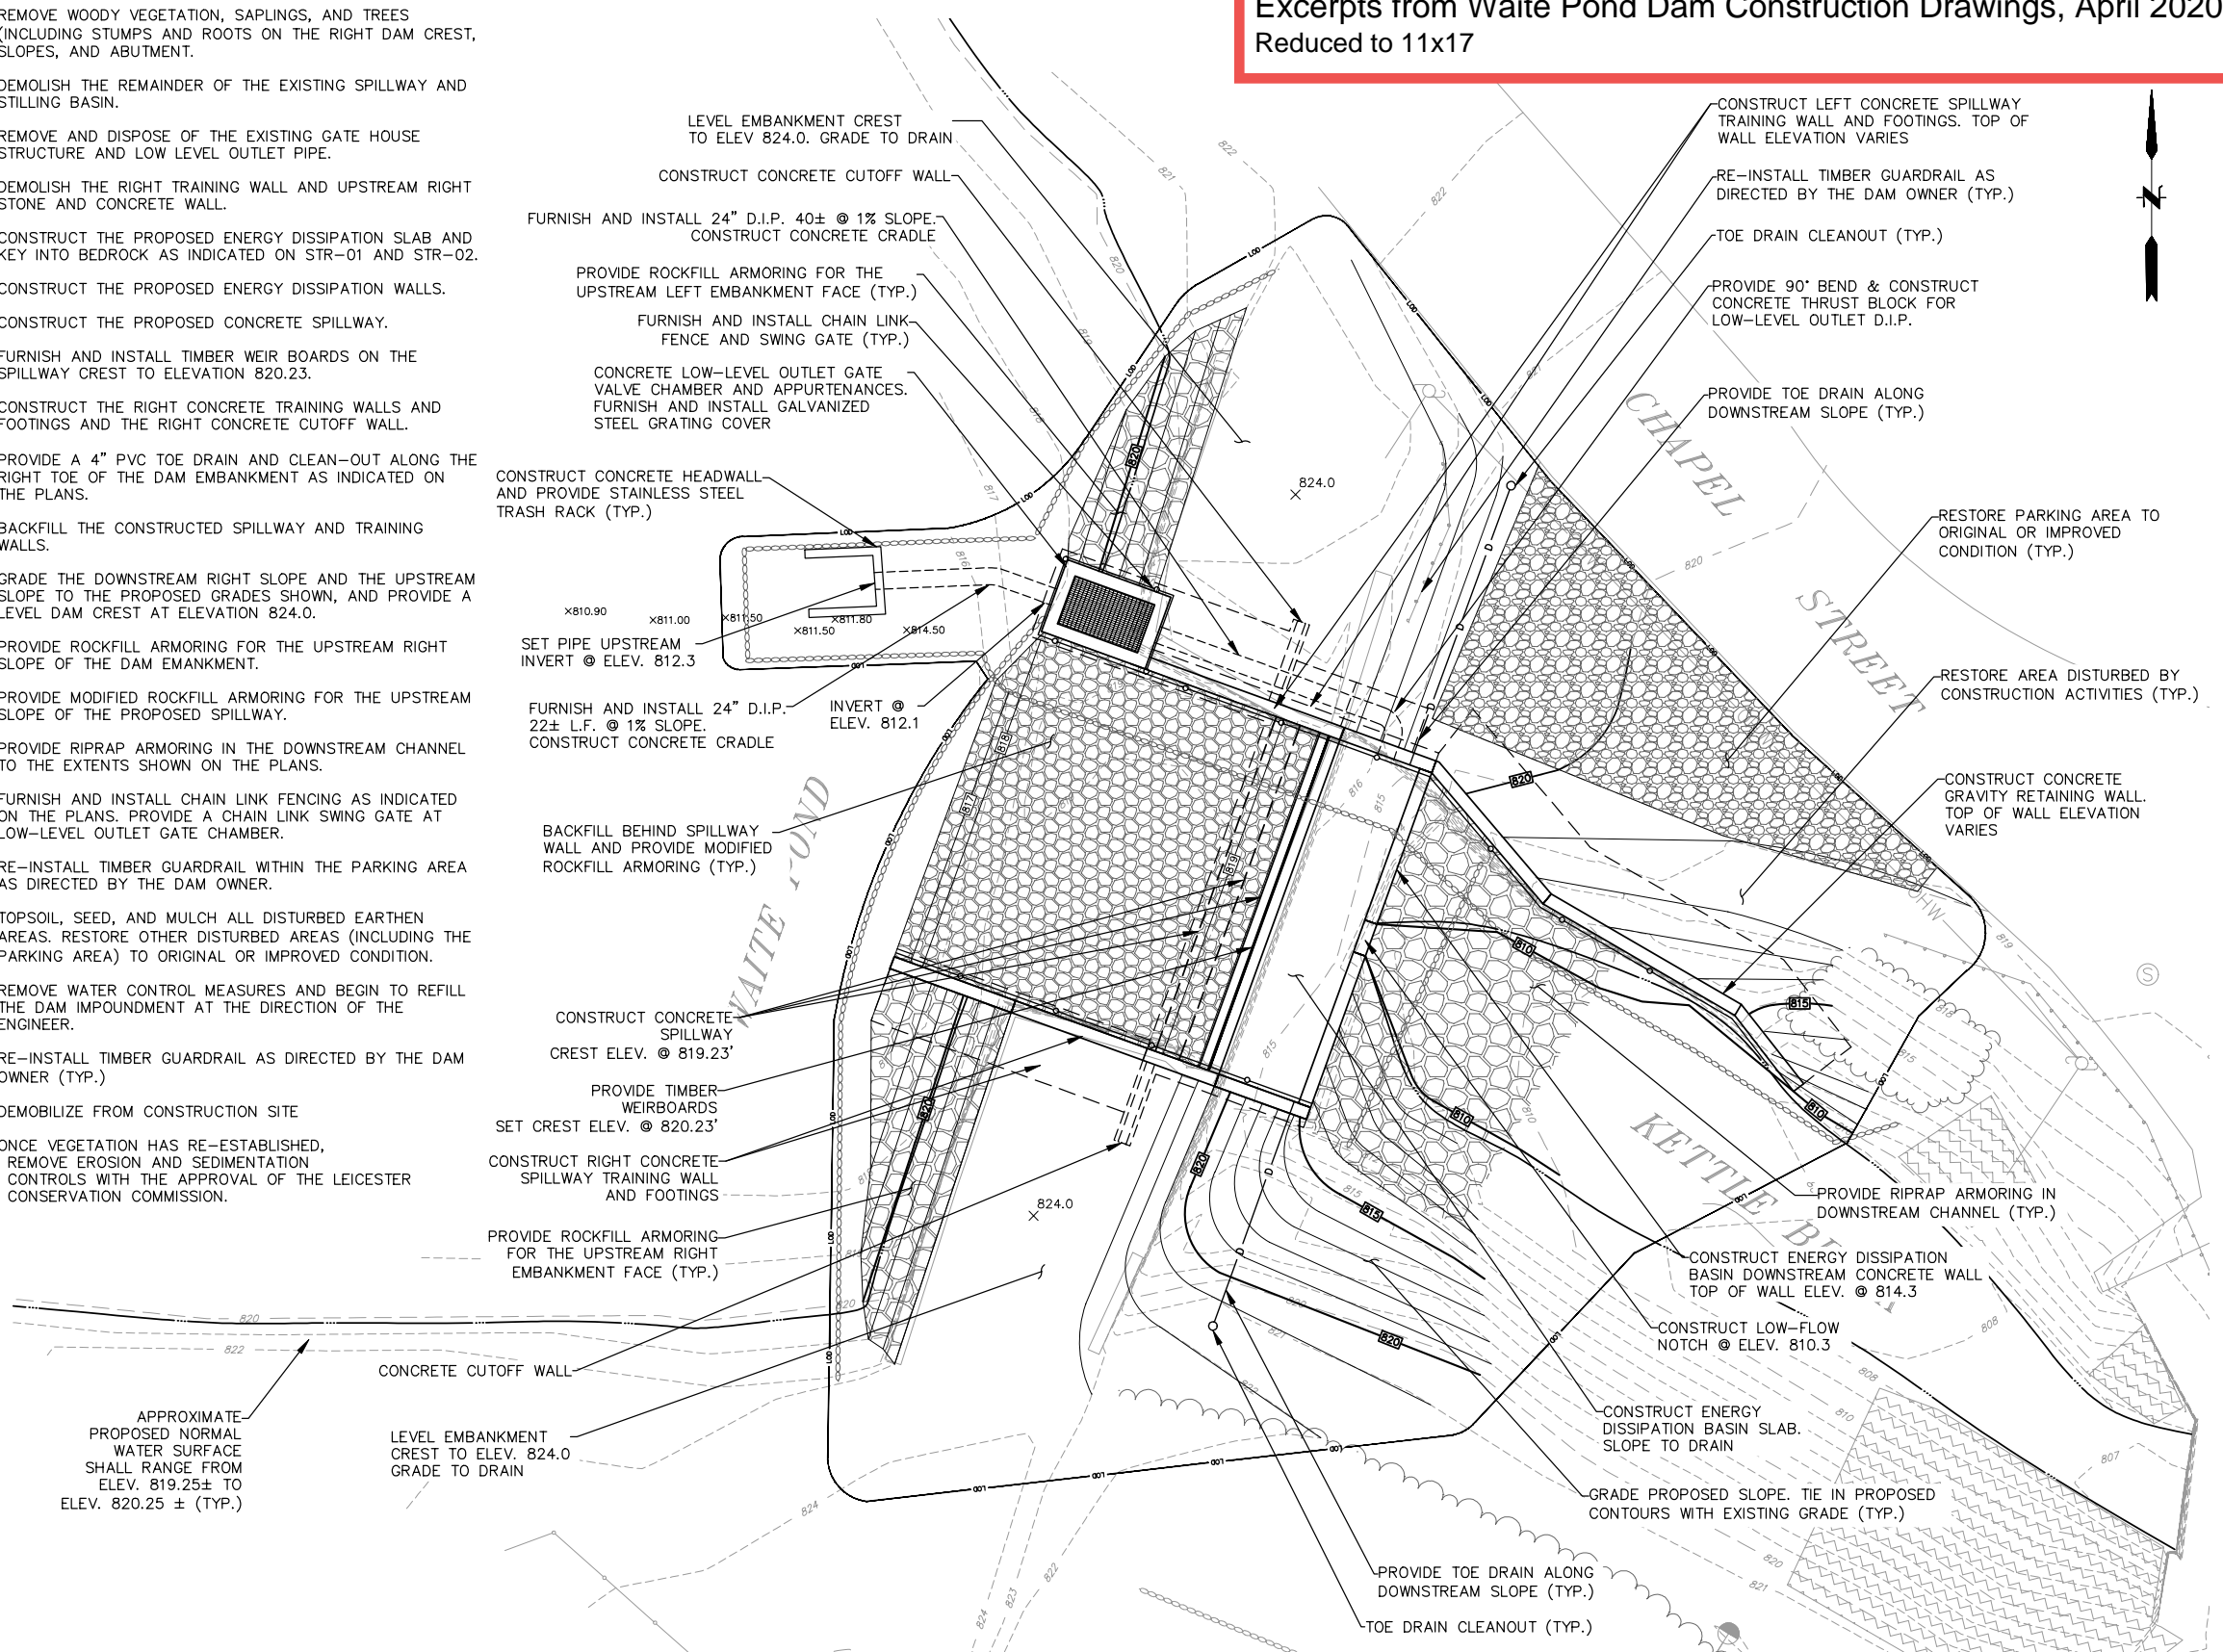 REMOVE WOODY VEGETATION, SAPLINGS, AND TREES
(INCLUDING STUMPS AND ROOTS ON THE RIGHT DAM CREST,
SLOPES, AND ABUTMENT.
DEMOLISH THE REMAINDER OF THE EXISTING SPILLWAY AND
STILLING BASIN.
REMOVE AND DISPOSE OF THE EXISTING GATE HOUSE
STRUCTURE AND LOW LEVEL OUTLET PIPE.
DEMOLISH THE RIGHT TRAINING WALL AND UPSTREAM RIGHT
STONE AND CONCRETE WALL.
CONSTRUCT THE PROPOSED ENERGY DISSIPATION SLAB AND
KEY INTO BEDROCK AS INDICATED ON STR-01 AND STR-02.
CONSTRUCT THE PROPOSED ENERGY DISSIPATION WALLS.
CONSTRUCT THE PROPOSED CONCRETE SPILLWAY.
FURNISH AND INSTALL TIMBER WEIR BOARDS ON THE
SPILLWAY CREST TO ELEVATION 820.23.
CONSTRUCT THE RIGHT CONCRETE TRAINING WALLS AND
FOOTINGS AND THE RIGHT CONCRETE CUTOFF WALL.
PROVIDE A 4" PVC TOE DRAIN AND CLEAN-OUT ALONG THE
RIGHT TOE OF THE DAM EMBANKMENT AS INDICATED ON
THE PLANS.
BACKFILL THE CONSTRUCTED SPILLWAY AND TRAINING
WALLS.
GRADE THE DOWNSTREAM RIGHT SLOPE AND THE UPSTREAM
SLOPE TO THE PROPOSED GRADES SHOWN, AND PROVIDE A
LEVEL DAM CREST AT ELEVATION 824.0.
PROVIDE ROCKFILL ARMORING FOR THE UPSTREAM RIGHT
SLOPE OF THE DAM EMANKMENT.
PROVIDE MODIFIED ROCKFILL ARMORING FOR THE UPSTREAM
SLOPE OF THE PROPOSED SPILLWAY.
PROVIDE RIPRAP ARMORING IN THE DOWNSTREAM CHANNEL
TO THE EXTENTS SHOWN ON THE PLANS.
FURNISH AND INSTALL CHAIN LINK FENCING AS INDICATED
ON THE PLANS. PROVIDE A CHAIN LINK SWING GATE AT
LOW-LEVEL OUTLET GATE CHAMBER.
RE-INSTALL TIMBER GUARDRAIL WITHIN THE PARKING AREA
AS DIRECTED BY THE DAM OWNER.
TOPSOIL, SEED, AND MULCH ALL DISTURBED EARTHEN
AREAS. RESTORE OTHER DISTURBED AREAS (INCLUDING THE
PARKING AREA) TO ORIGINAL OR IMPROVED CONDITION.
REMOVE WATER CONTROL MEASURES AND BEGIN TO REFILL
THE DAM IMPOUNDMENT AT THE DIRECTION OF THE
ENGINEER.
RE-INSTALL TIMBER GUARDRAIL AS DIRECTED BY THE DAM
OWNER (TYP.)
DEMOBILIZE FROM CONSTRUCTION SITE
ONCE VEGETATION HAS RE-ESTABLISHED,
REMOVE EROSION AND SEDIMENTATION
CONTROLS WITH THE APPROVAL OF THE LEICESTER
CONSERVATION COMMISSION.
Excerpts from Waite Pond Dam Construction Drawings, April 2020
Reduced to 11x17
LEVEL EMBANKMENT CREST
TO ELEV 824.0. GRADE TO DRAIN
CONSTRUCT CONCRETE CUTOFF WALL
FURNISH AND INSTALL 24" D.I.P. 40± @ 1% SLOPE.
CONSTRUCT CONCRETE CRADLE
PROVIDE ROCKFILL ARMORING FOR THE
UPSTREAM LEFT EMBANKMENT FACE (TYP.)
FURNISH AND INSTALL CHAIN LINK
FENCE AND SWING GATE (TYP.)
CONCRETE LOW-LEVEL OUTLET GATE
VALVE CHAMBER AND APPURTENANCES.
FURNISH AND INSTALL GALVANIZED
STEEL GRATING COVER
CONSTRUCT CONCRETE HEADWALL
AND PROVIDE STAINLESS STEEL
TRASH RACK (TYP.)
×810.90
×811.00
×811.50
×811.50
×811.80
×814.50
SET PIPE UPSTREAM
INVERT @ ELEV. 812.3
FURNISH AND INSTALL 24" D.I.P.
22± L.F. @ 1% SLOPE.
CONSTRUCT CONCRETE CRADLE
INVERT @
ELEV. 812.1
BACKFILL BEHIND SPILLWAY
WALL AND PROVIDE MODIFIED
ROCKFILL ARMORING (TYP.)
CONSTRUCT CONCRETE
SPILLWAY
CREST ELEV. @ 819.23'
PROVIDE TIMBER
WEIRBOARDS
SET CREST ELEV. @ 820.23'
CONSTRUCT RIGHT CONCRETE
SPILLWAY TRAINING WALL
AND FOOTINGS
PROVIDE ROCKFILL ARMORING
FOR THE UPSTREAM RIGHT
EMBANKMENT FACE (TYP.)
CONCRETE CUTOFF WALL
LEVEL EMBANKMENT
CREST TO ELEV. 824.0
GRADE TO DRAIN
APPROXIMATE
PROPOSED NORMAL
WATER SURFACE
SHALL RANGE FROM
ELEV. 819.25± TO
ELEV. 820.25 ± (TYP.)
CONSTRUCT LEFT CONCRETE SPILLWAY
TRAINING WALL AND FOOTINGS. TOP OF
WALL ELEVATION VARIES
RE-INSTALL TIMBER GUARDRAIL AS
DIRECTED BY THE DAM OWNER (TYP.)
TOE DRAIN CLEANOUT (TYP.)
PROVIDE 90° BEND & CONSTRUCT
CONCRETE THRUST BLOCK FOR
LOW-LEVEL OUTLET D.I.P.
PROVIDE TOE DRAIN ALONG
DOWNSTREAM SLOPE (TYP.)
RESTORE PARKING AREA TO
ORIGINAL OR IMPROVED
CONDITION (TYP.)
RESTORE AREA DISTURBED BY
CONSTRUCTION ACTIVITIES (TYP.)
CONSTRUCT CONCRETE
GRAVITY RETAINING WALL.
TOP OF WALL ELEVATION
VARIES
PROVIDE RIPRAP ARMORING IN
DOWNSTREAM CHANNEL (TYP.)
CONSTRUCT ENERGY DISSIPATION
BASIN DOWNSTREAM CONCRETE WALL
TOP OF WALL ELEV. @ 814.3
CONSTRUCT LOW-FLOW
NOTCH @ ELEV. 810.3
CONSTRUCT ENERGY
DISSIPATION BASIN SLAB.
SLOPE TO DRAIN
GRADE PROPOSED SLOPE. TIE IN PROPOSED
CONTOURS WITH EXISTING GRADE (TYP.)
PROVIDE TOE DRAIN ALONG
DOWNSTREAM SLOPE (TYP.)
TOE DRAIN CLEANOUT (TYP.)
CHAPEL
STREET
WAITE POND
KETTLE
824.0
824.0
N